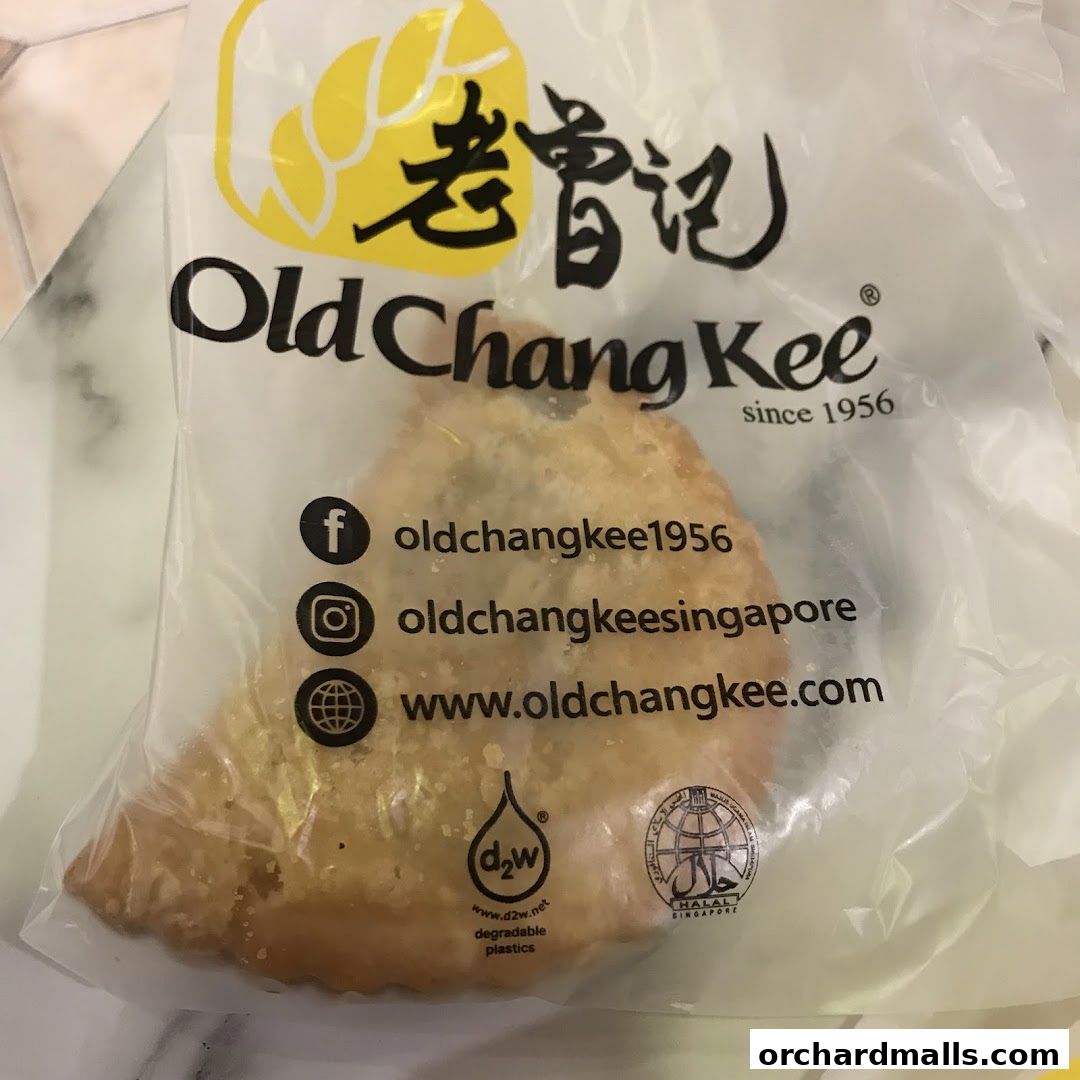 老曾记
Old Chang Kee®
since 1956
f oldchangkee1956
oldchangkeesingapore
www.oldchangkee.com
d2w®
www.d2w.net
degradable
plastics
حلال
HALAL
SINGAPORE
orchardmalls.com